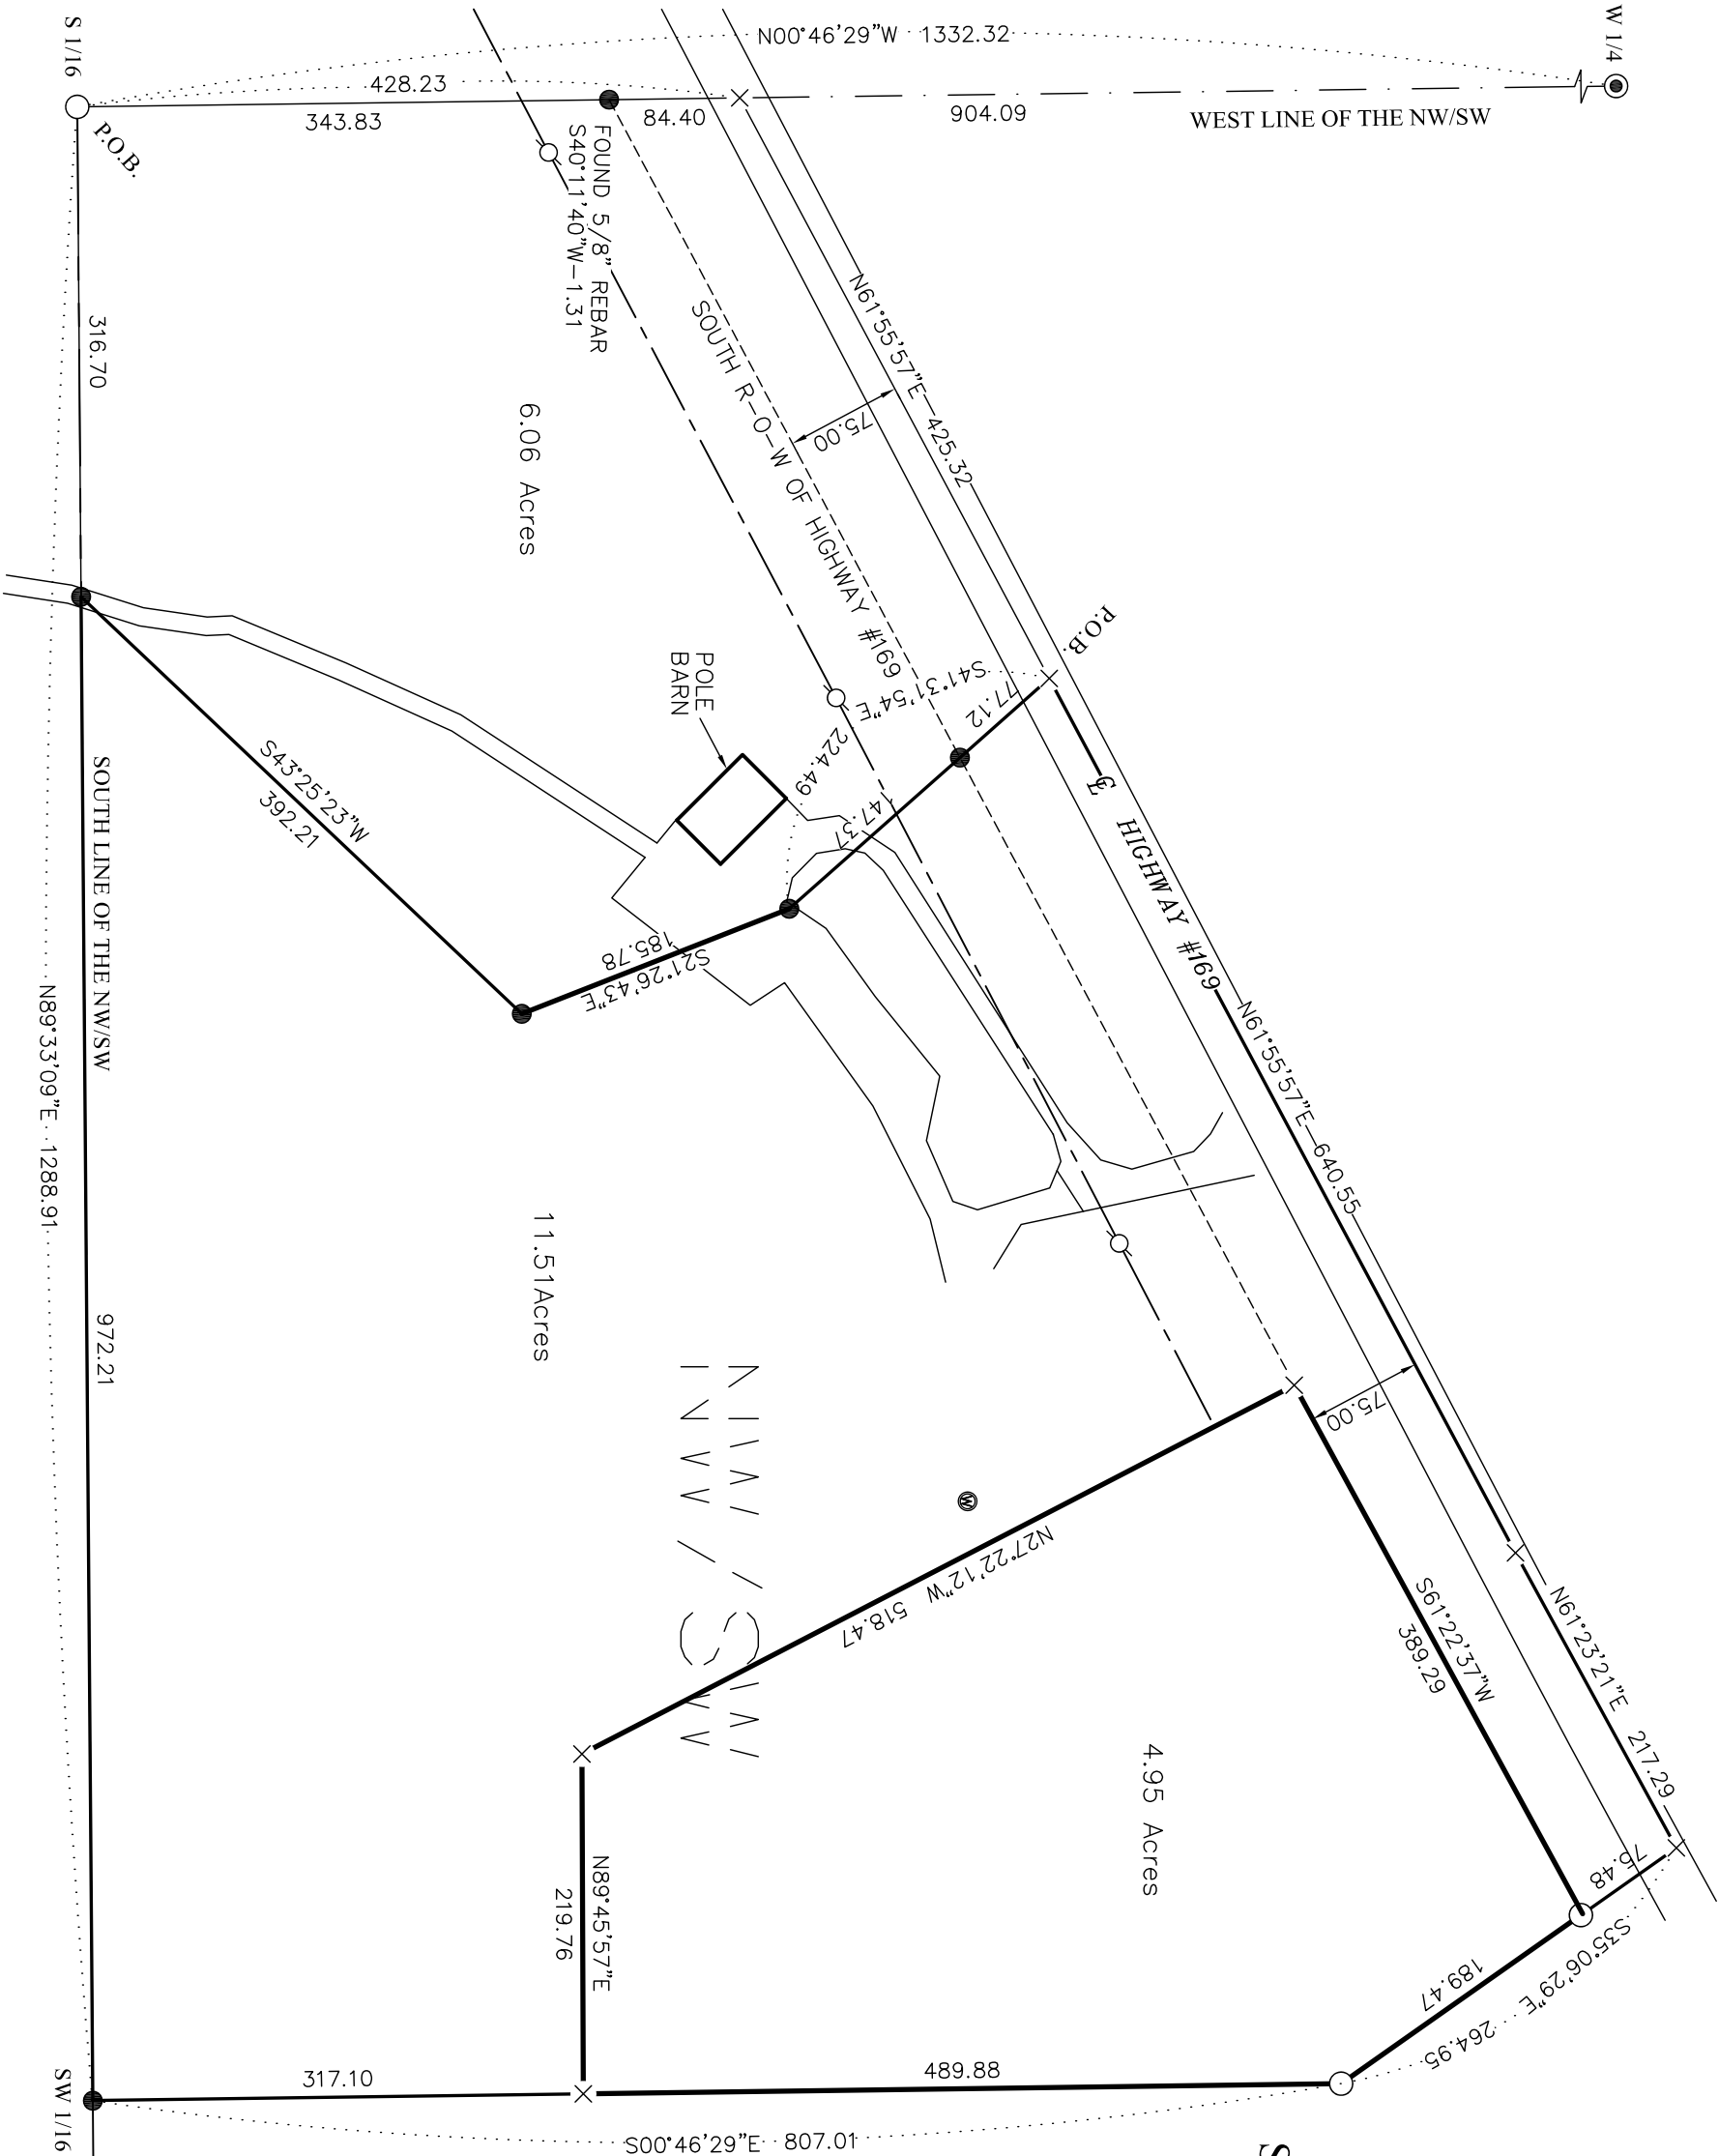 S 1/16
W 1/4
N00°46'29"W 1332.32
428.23
343.83
84.40
904.09
WEST LINE OF THE NW/SW
P.O.B.
FOUND 5/8" REBAR
S40°11'40"W-1.31
N61°55'57"E 425.32
75.00
SOUTH R-O-W OF HIGHWAY #169
316.70
6.06 Acres
P.O.B.
S41°31'54"E
224.49
77.12
147.37
POLE
BARN
℄ HIGHWAY #169
S43°25'23"W
392.21
SOUTH LINE OF THE NW/SW
185.78
S21°26'43"E
N89°33'09"E 1288.91
N61°55'57"E 640.55
11.51Acres
972.21
NW/SW
75.00
W
N27°22'12"W 518.47
S61°22'37"W
389.29
N61°23'21"E 217.29
4.95 Acres
76.48
S35°06'29"E 264.95
189.47
N89°45'57"E
219.76
317.10
489.88
SW 1/16
S00°46'29"E 807.01
S